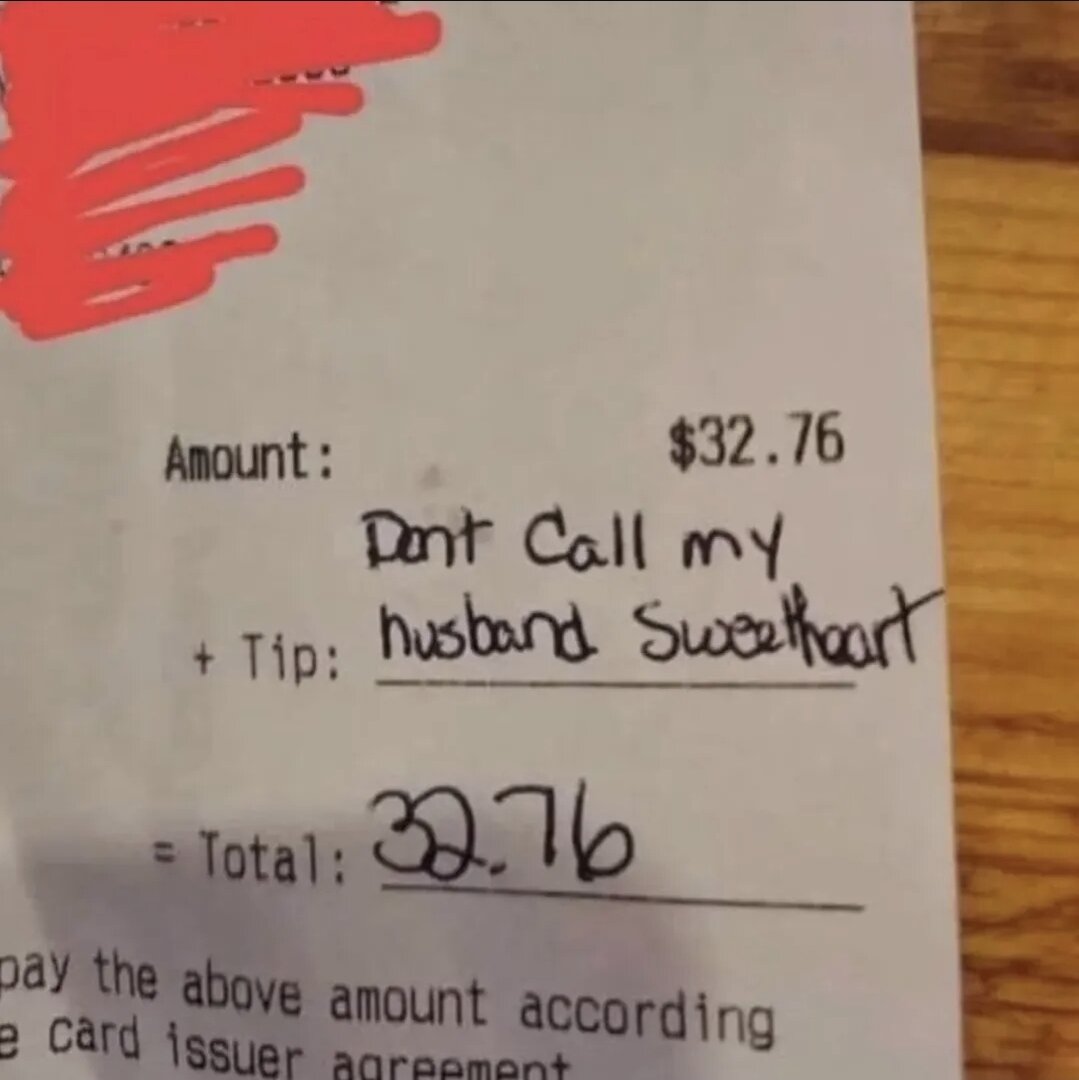 Amount: $32.76
Dont Call my
+ Tip: husband Sweetheart
= Total: 32.76
pay the above amount according
card issuer agreement